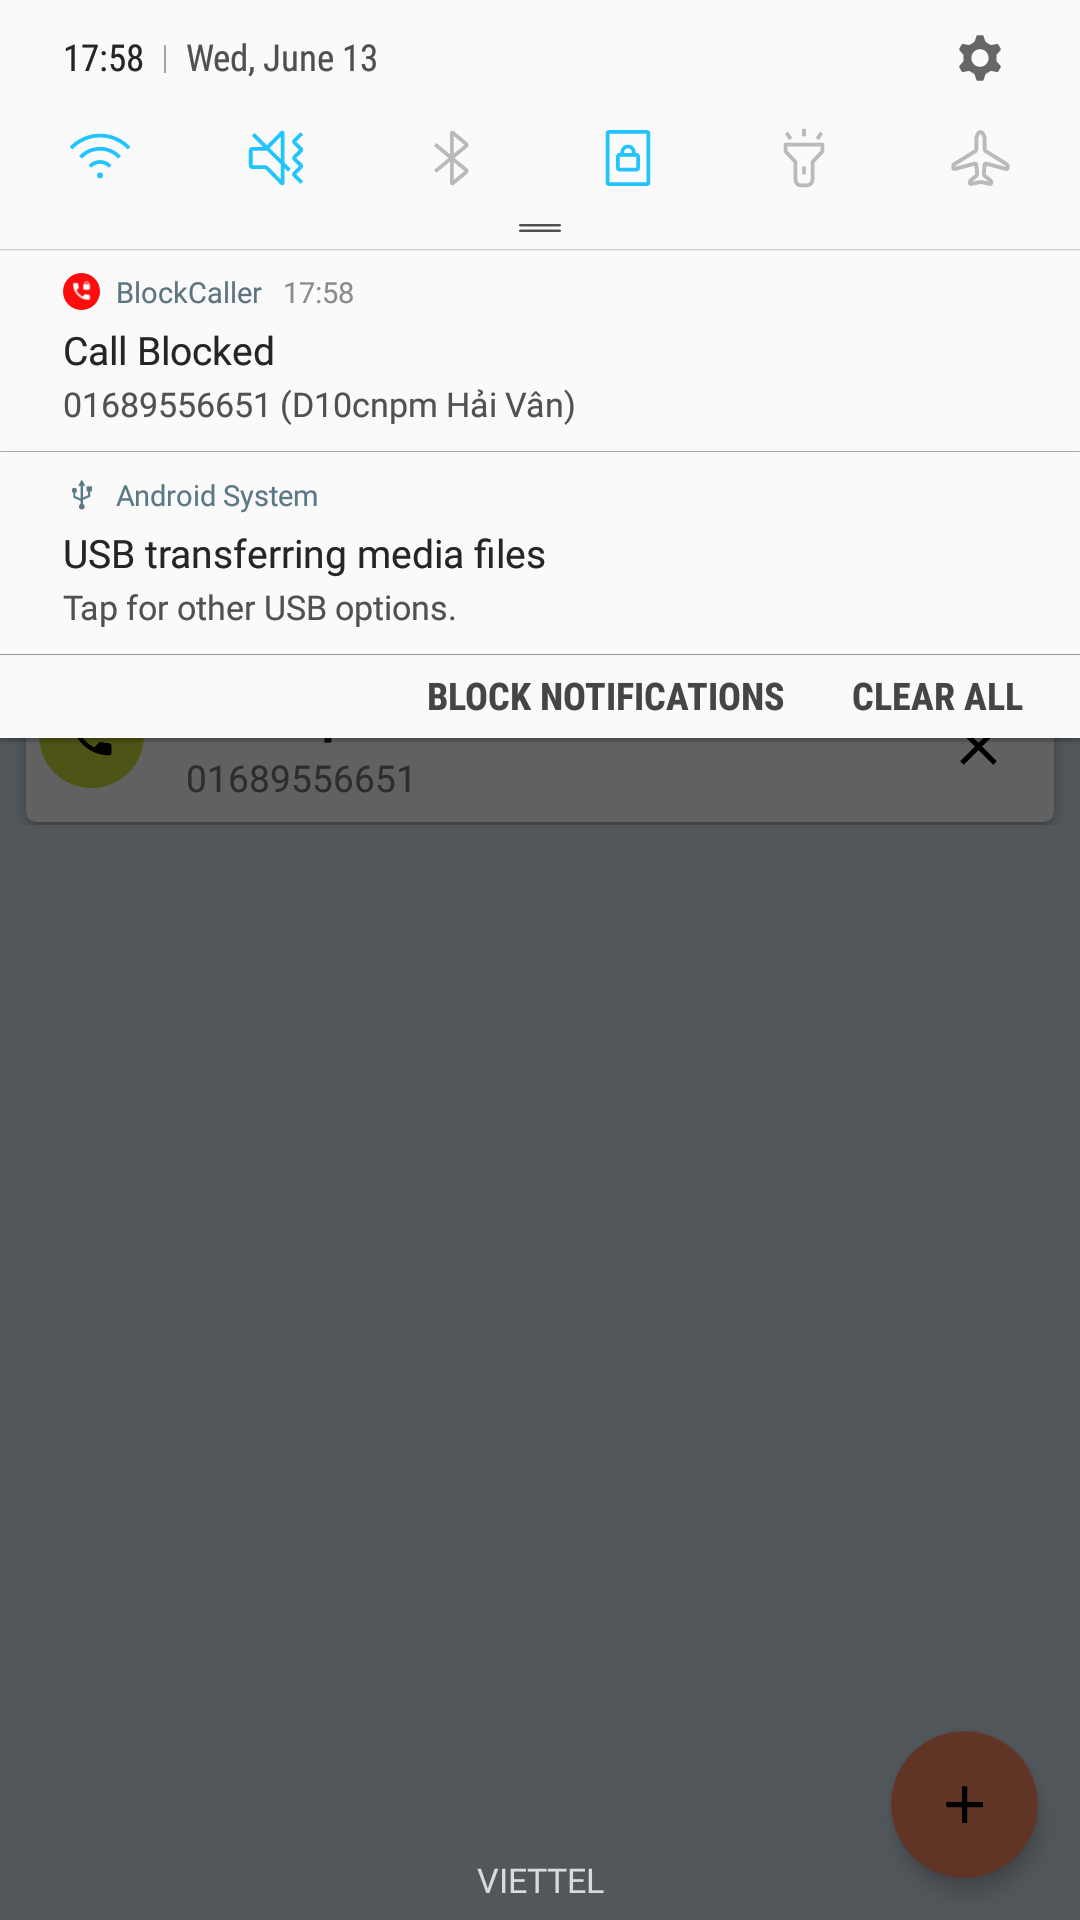 17:58 | Wed, June 13
BlockCaller 17:58
Call Blocked
01689556651 (D10cnpm Hải Vân)
Android System
USB transferring media files
Tap for other USB options.
BLOCK NOTIFICATIONS CLEAR ALL
01689556651
VIETTEL